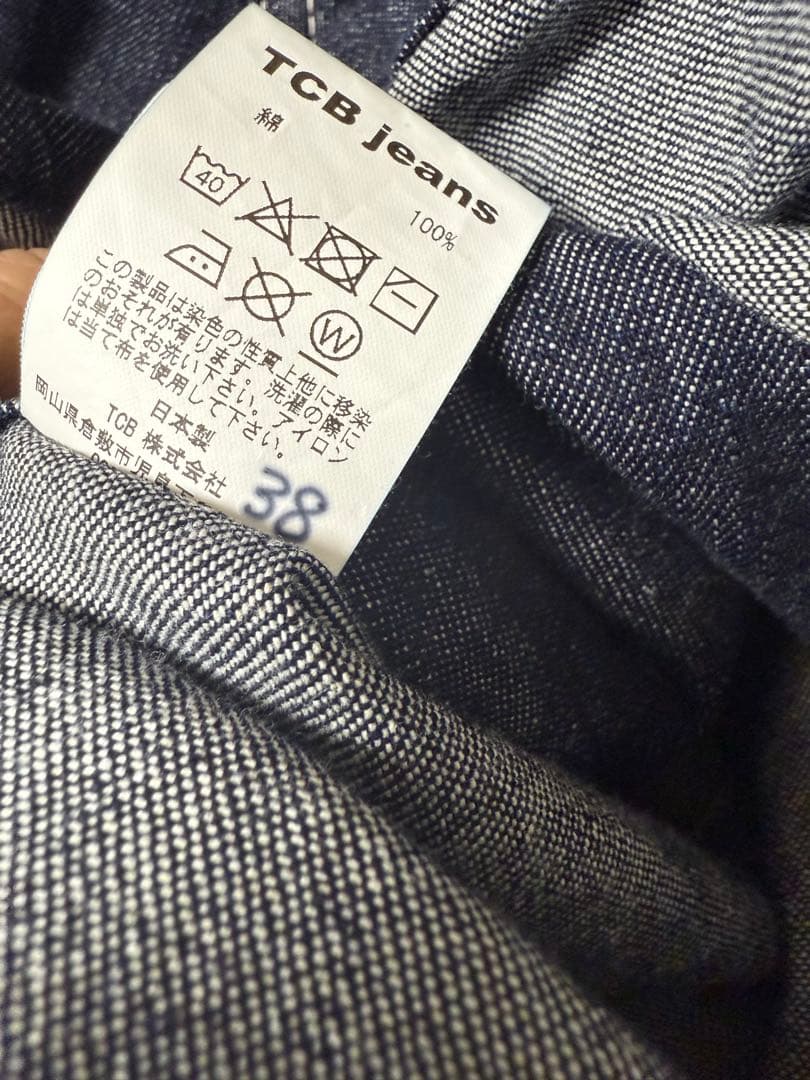 TCB jeans
綿 100%
40
W
この製品は染色の性質上他に移染
のおそれが有ります。洗濯の際に
は単独でお洗い下さい。アイロン
は当て布を使用して下さい。
日本製
TCB 株式会社
岡山県倉敷市児島下
38